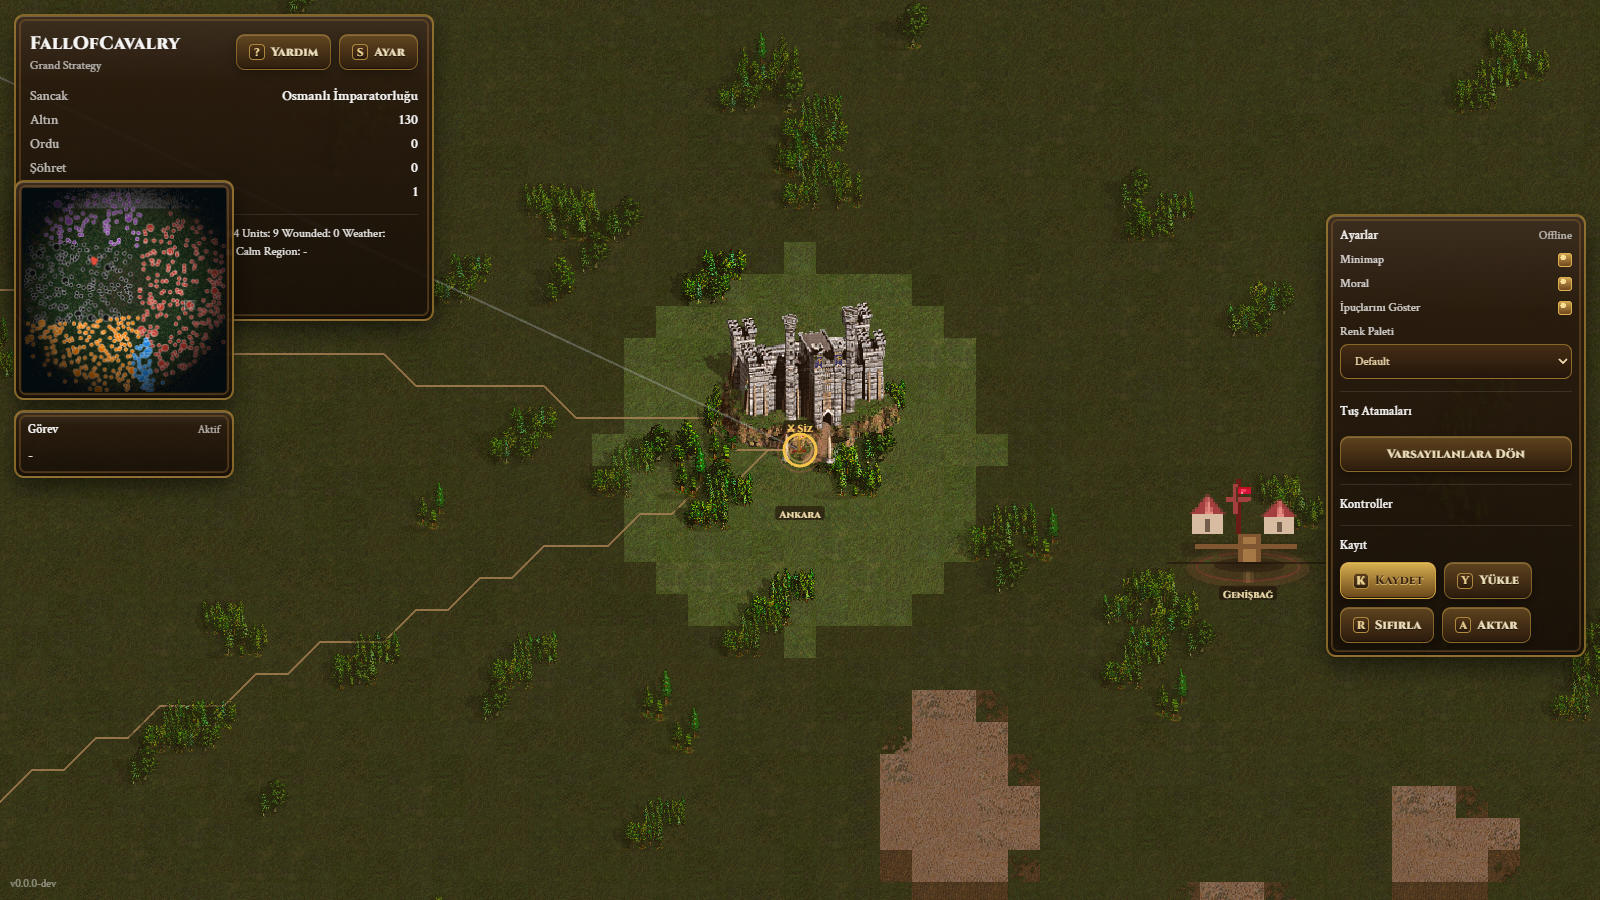 FallOfCavalry
Grand Strategy
? Yardım
S Ayar
Sancak Osmanlı İmparatorluğu
Altın 130
Ordu 0
Şöhret 0
1
4 Units: 9 Wounded: 0 Weather:
Calm Region: -
Görev Aktif
-
X Siz
Ankara
Genişbağ
Ayarlar Offline
Minimap
Moral
İpuçlarını Göster
Renk Paleti
Default
Tuş Atamaları
Varsayılanlara Dön
Kontroller
Kayıt
K Kaydet
Y Yükle
R Sıfırla
A Aktar
v0.0.0-dev